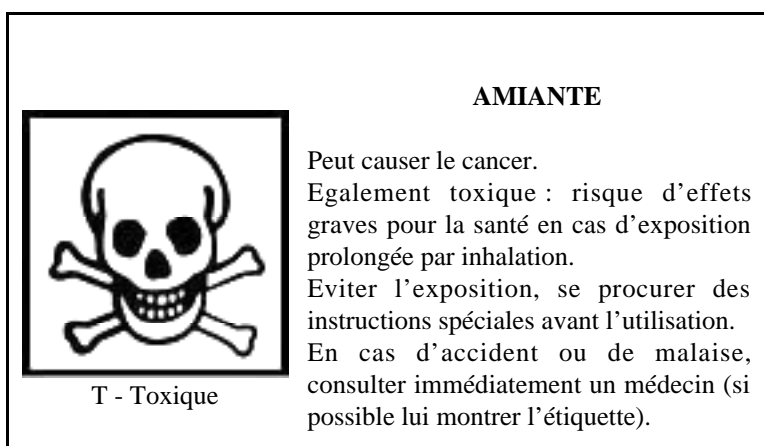 AMIANTE
Peut causer le cancer.
Egalement toxique : risque d’effets
graves pour la santé en cas d’exposition
prolongée par inhalation.
Eviter l’exposition, se procurer des
instructions spéciales avant l’utilisation.
En cas d’accident ou de malaise,
consulter immédiatement un médecin (si
possible lui montrer l’étiquette).
T - Toxique